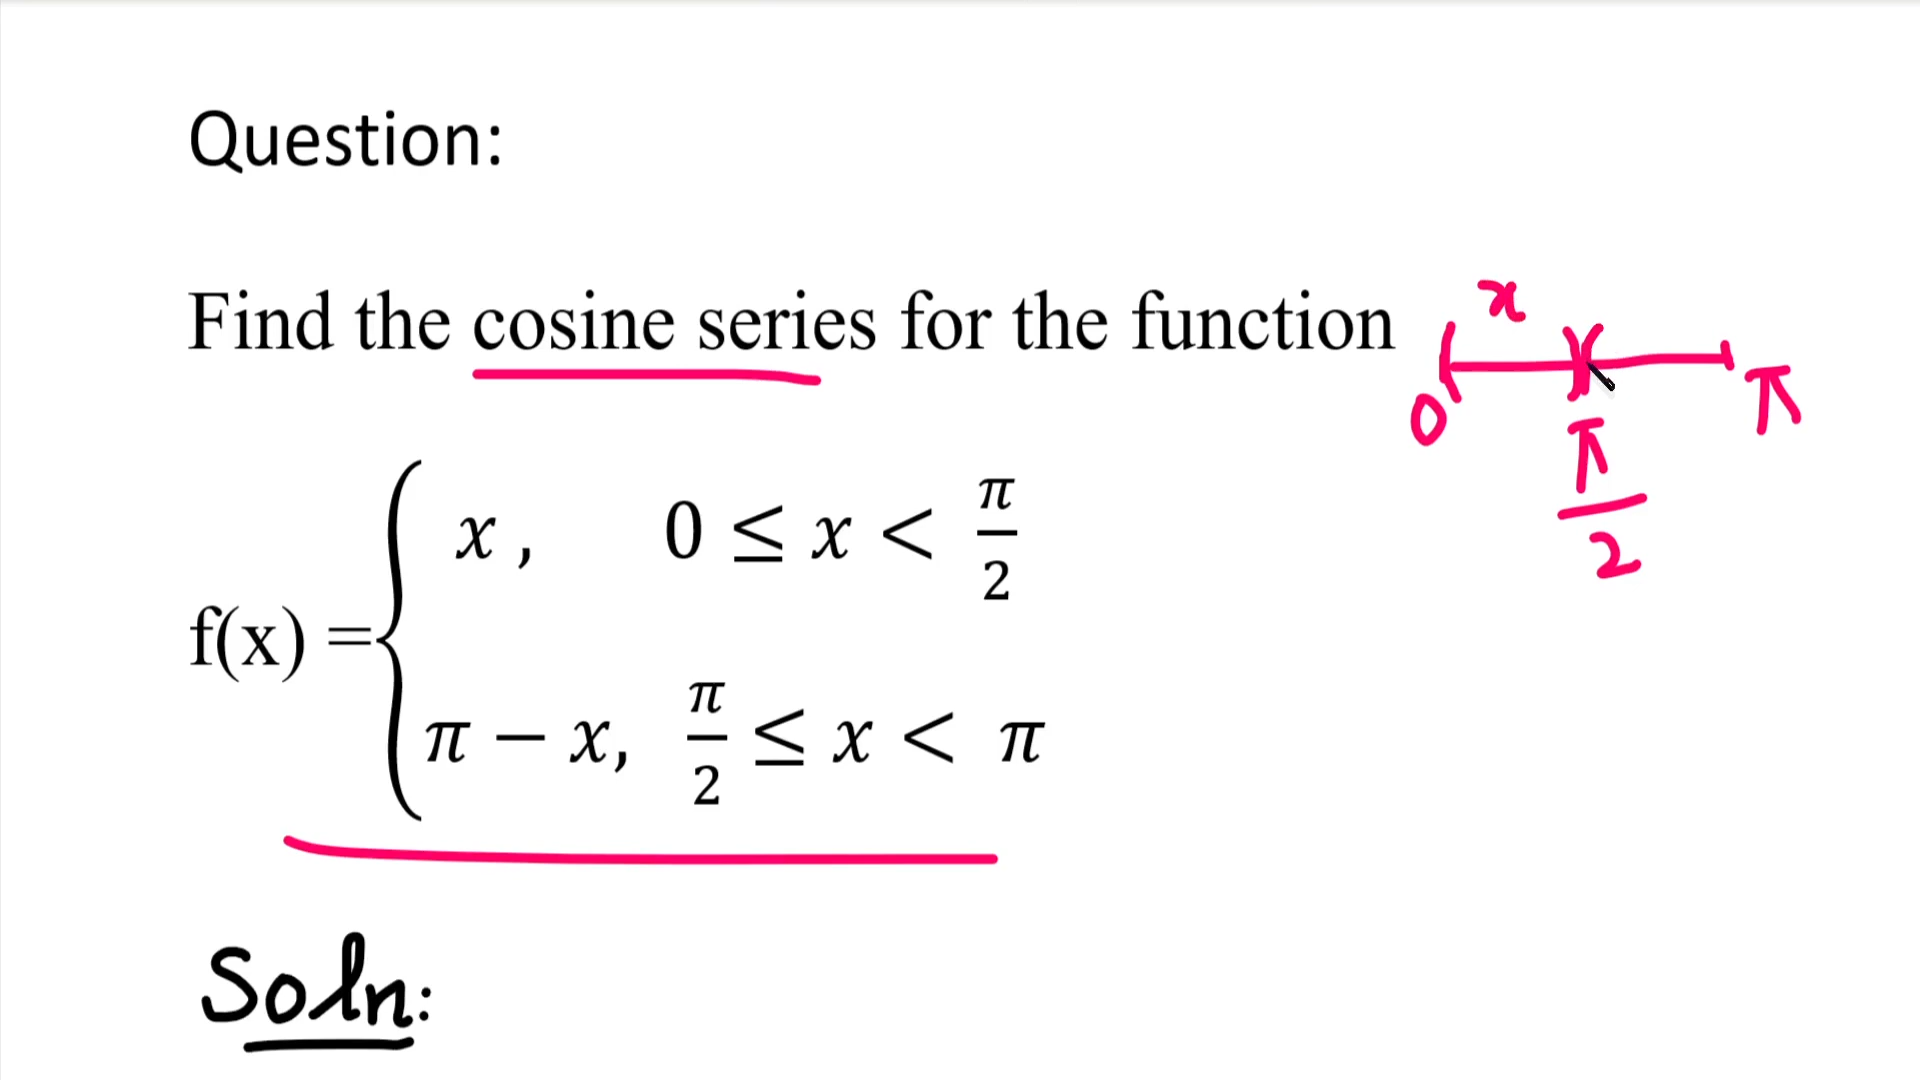 Question:
Find the cosine series for the function
x
0
π
π/2
f(x) = { x , 0 ≤ x < π/2
π − x, π/2 ≤ x < π
Soln: